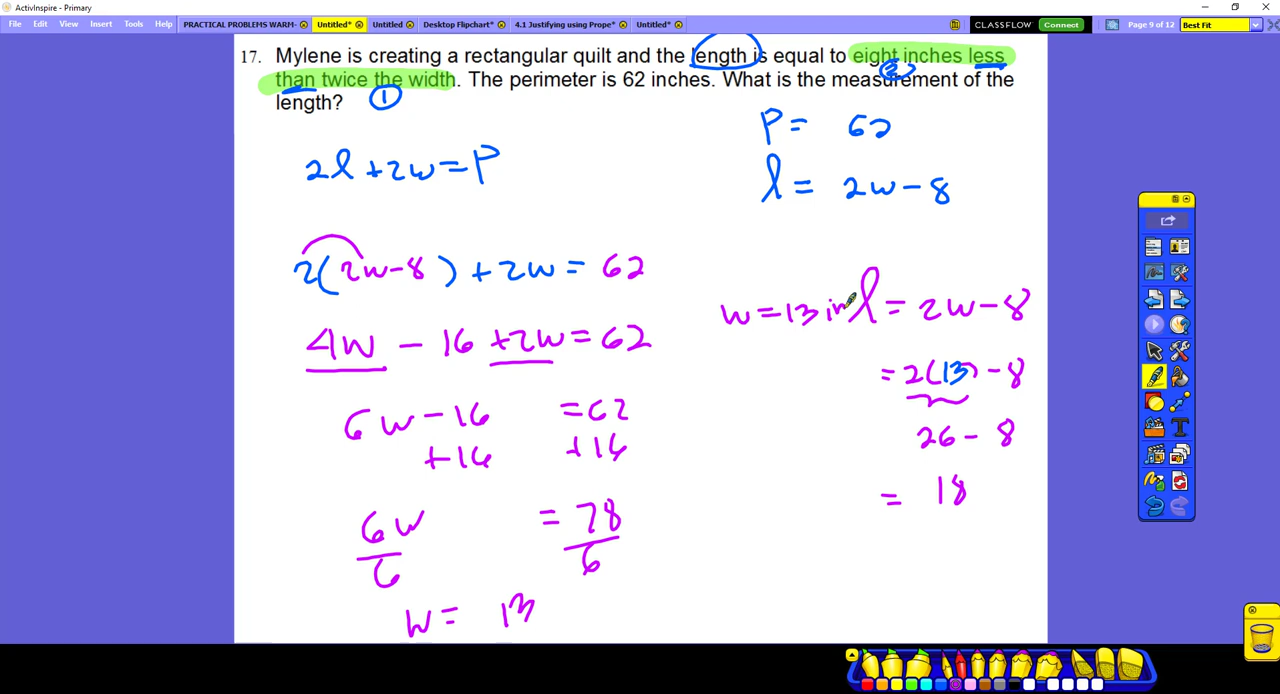 ActivInspire - Primary
File Edit View Insert Tools Help
PRACTICAL PROBLEMS WARM- Untitled* Untitled Desktop Flipchart* 4.1 Justifying using Prope* Untitled*
CLASSFLOW Connect Page 9 of 12 Best Fit
17. Mylene is creating a rectangular quilt and the length is equal to eight inches less
than twice the width. The perimeter is 62 inches. What is the measurement of the
length?
2
1
P = 62
2l + 2w = P
l = 2w - 8
2(2w-8) + 2w = 62
w = 13 in
l = 2w - 8
4w - 16 +2w = 62
= 2(13) - 8
6w - 16 = 62
26 - 8
+16 +16
= 18
6w = 78
6 6
w = 13
T